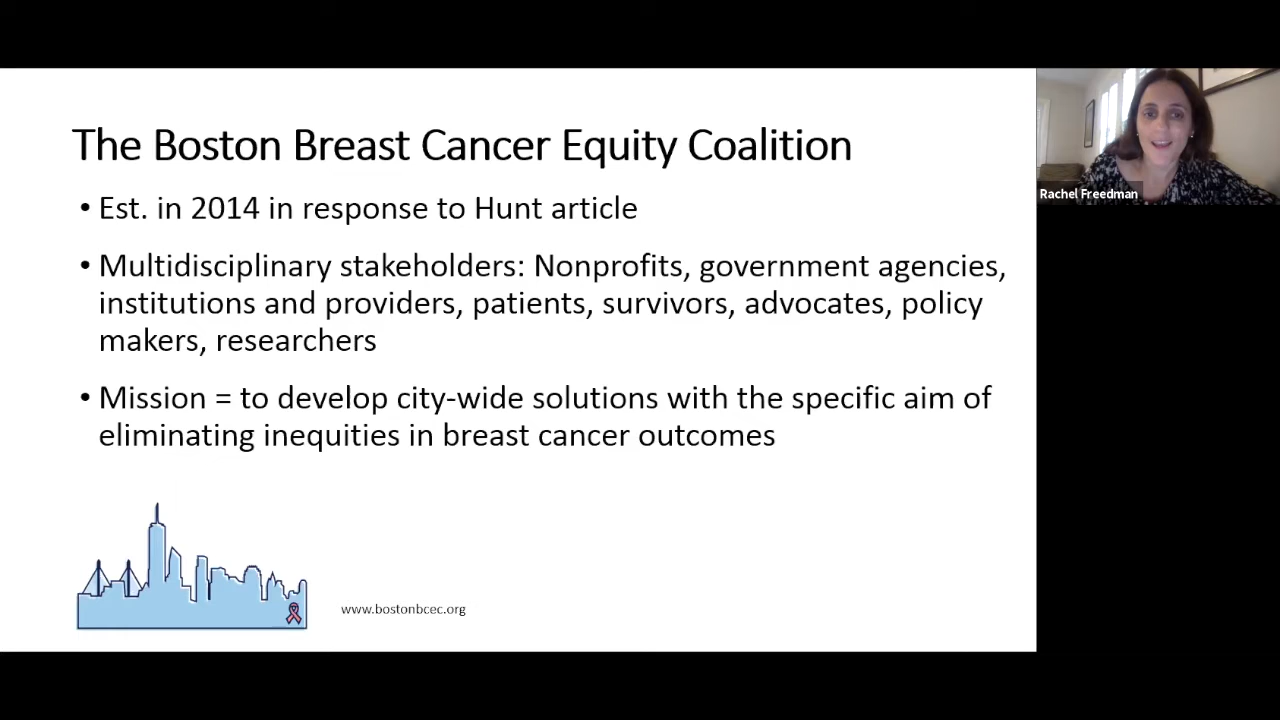 The Boston Breast Cancer Equity Coalition
• Est. in 2014 in response to Hunt article
• Multidisciplinary stakeholders: Nonprofits, government agencies,
institutions and providers, patients, survivors, advocates, policy
makers, researchers
• Mission = to develop city-wide solutions with the specific aim of
eliminating inequities in breast cancer outcomes
www.bostonbcec.org
Rachel Freedman